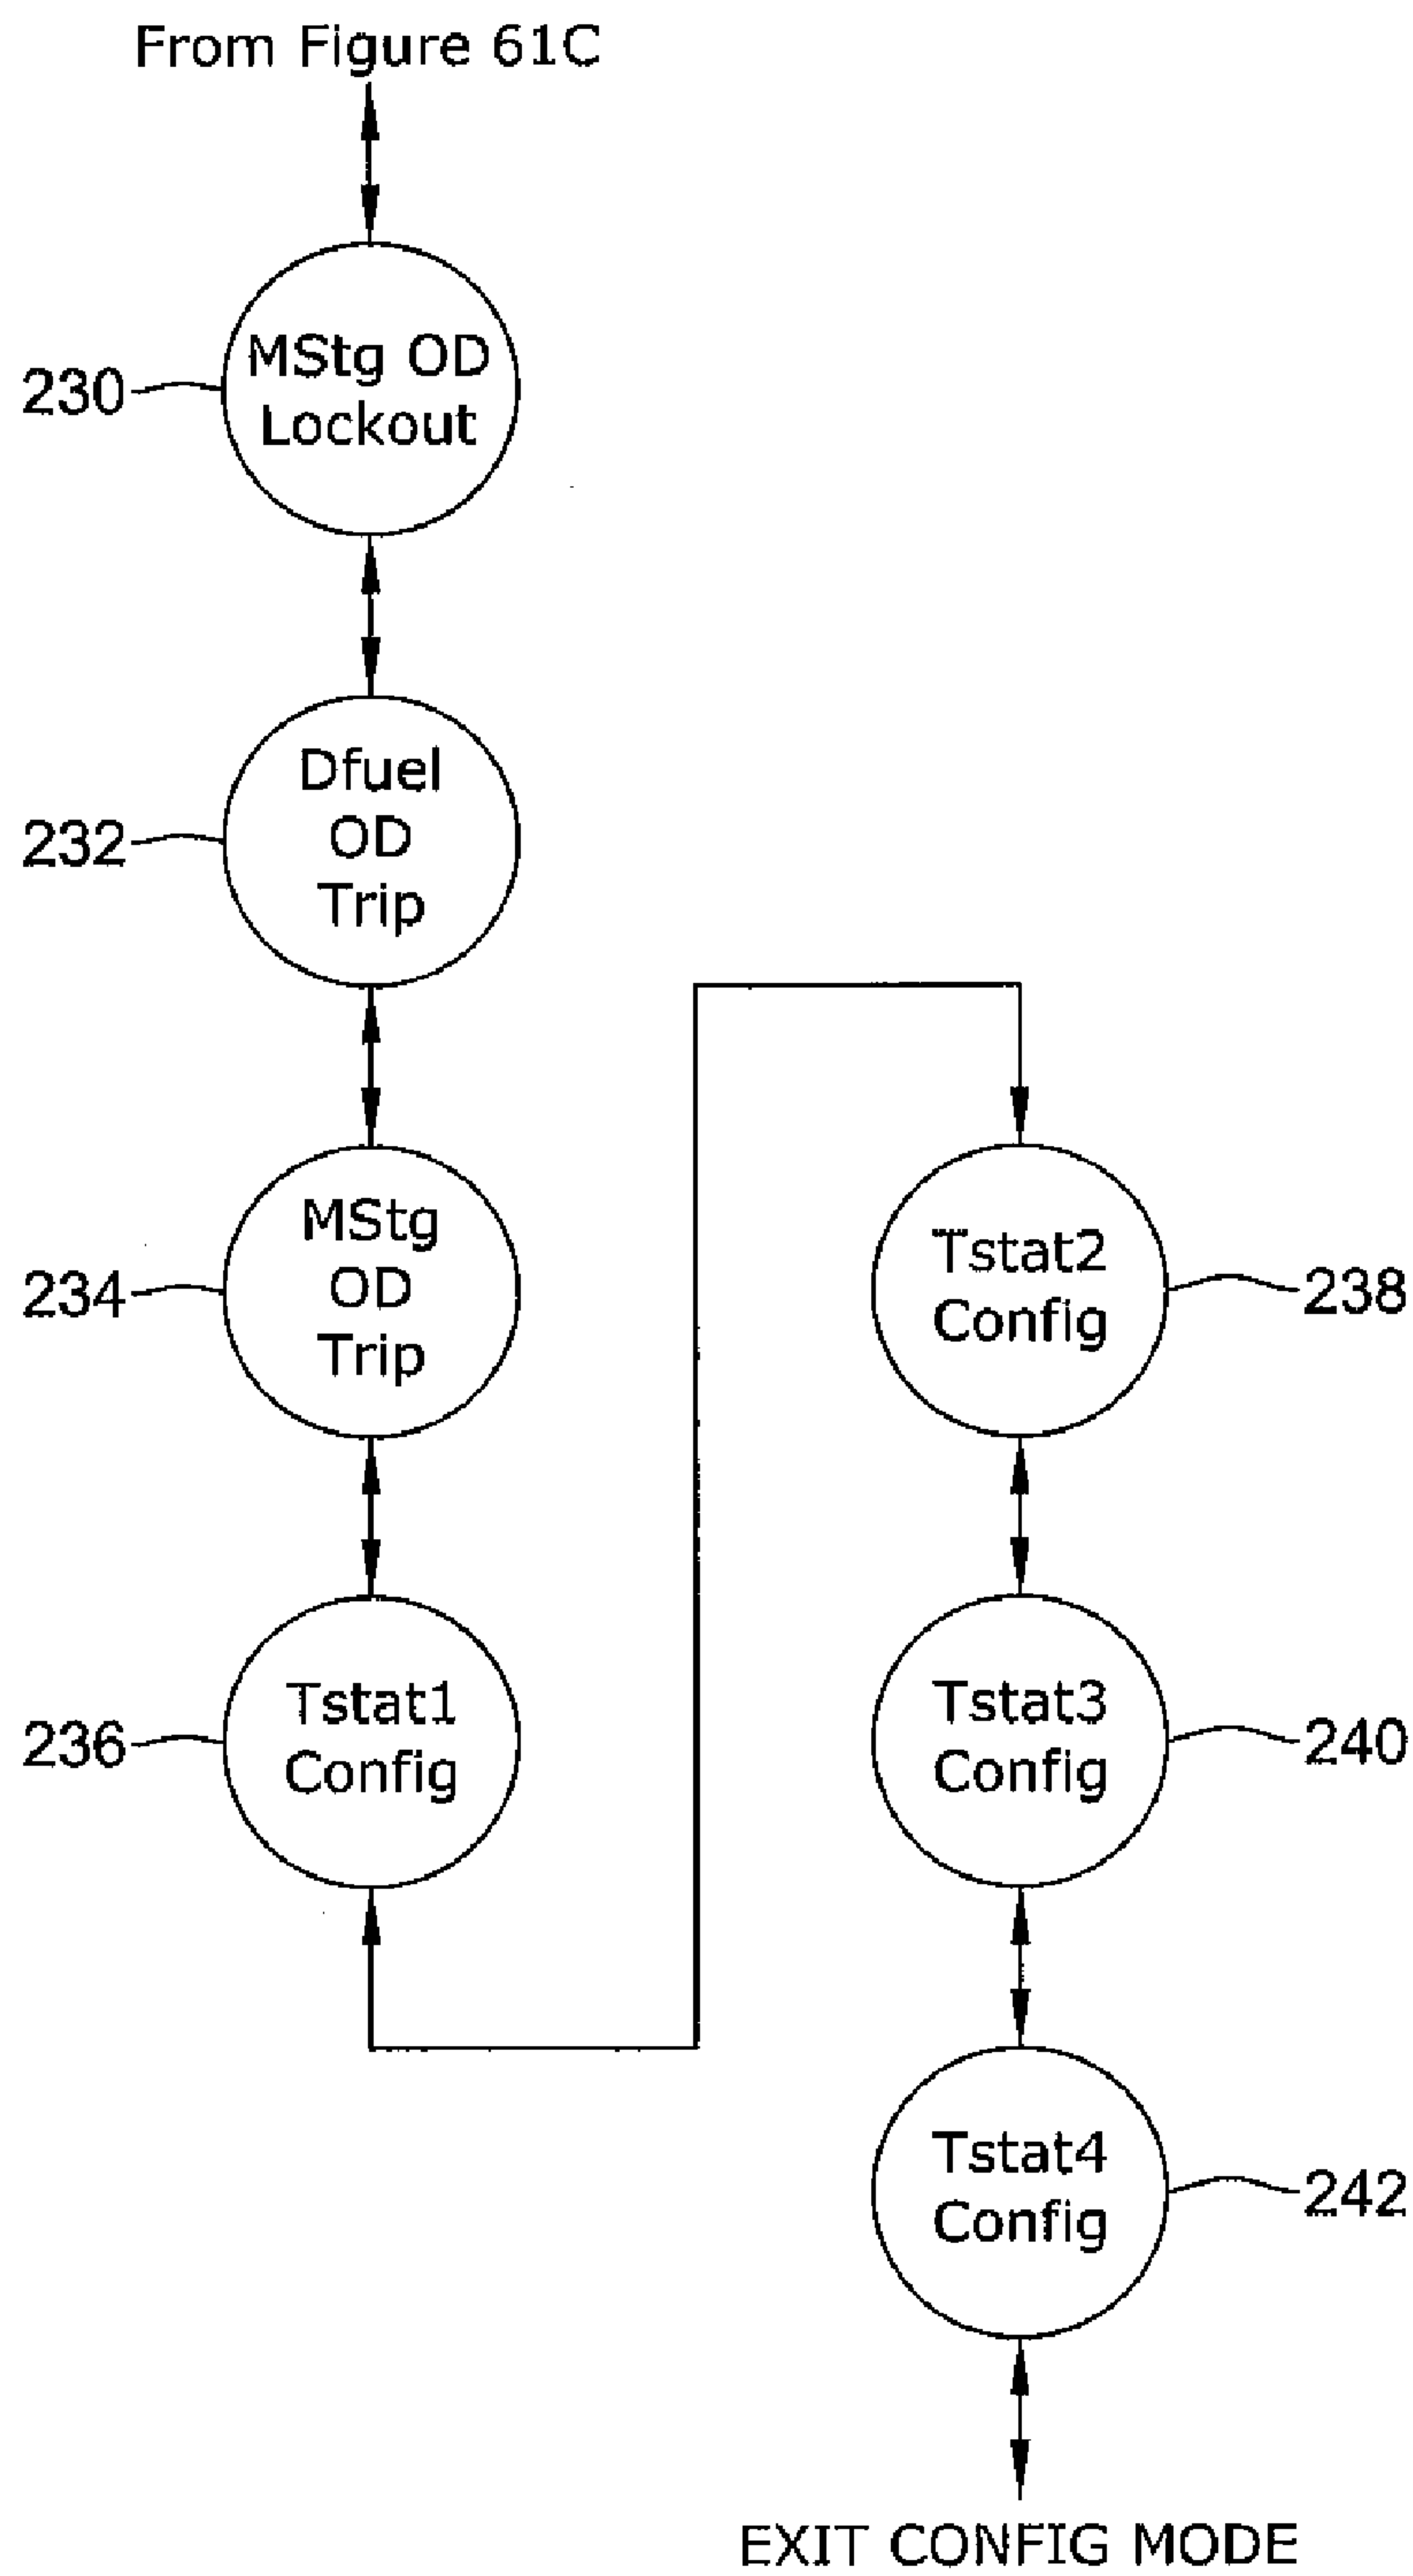 From Figure 61C
MStg OD
Lockout
230
Dfuel
OD
Trip
232
MStg
OD
Trip
234
Tstat1
Config
236
Tstat2
Config
238
Tstat3
Config
240
Tstat4
Config
242
EXIT CONFIG MODE